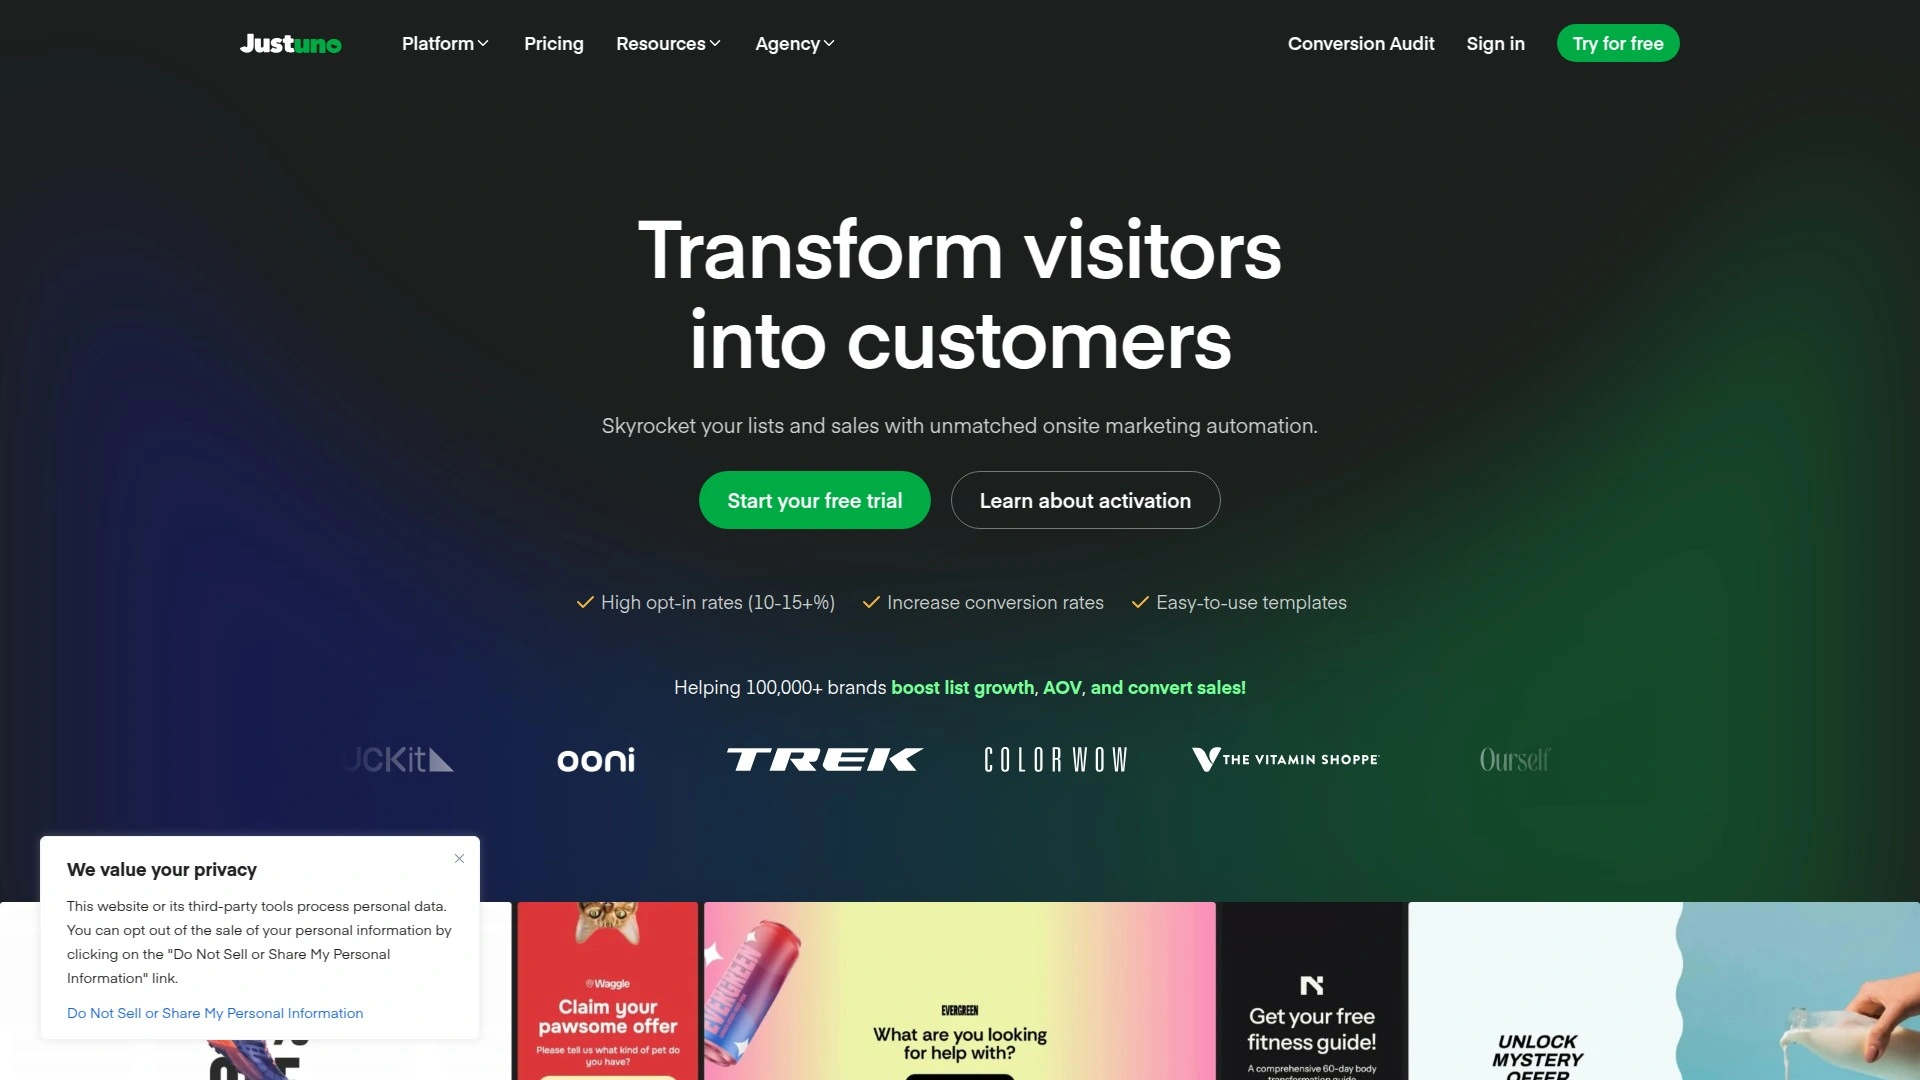 Justuno
Platform
Pricing
Resources
Agency
Conversion Audit
Sign in
Try for free
Transform visitors
into customers
Skyrocket your lists and sales with unmatched onsite marketing automation.
Start your free trial
Learn about activation
High opt-in rates (10-15+%)
Increase conversion rates
Easy-to-use templates
Helping 100,000+ brands boost list growth, AOV, and convert sales!
ooni
TREK
COLOR WOW
THE VITAMIN SHOPPE
Ourself
We value your privacy
This website or its third-party tools process personal data.
You can opt out of the sale of your personal information by
clicking on the "Do Not Sell or Share My Personal
Information" link.
Do Not Sell or Share My Personal Information
Waggle
Claim your
pawsome offer
Please tell us what kind of pet do
you have?
EVERGREEN
EVERGREEN
What are you looking
for help with?
N
Get your free
fitness guide!
A comprehensive 60-day body
transformation guide
UNLOCK
MYSTERY
OFFER